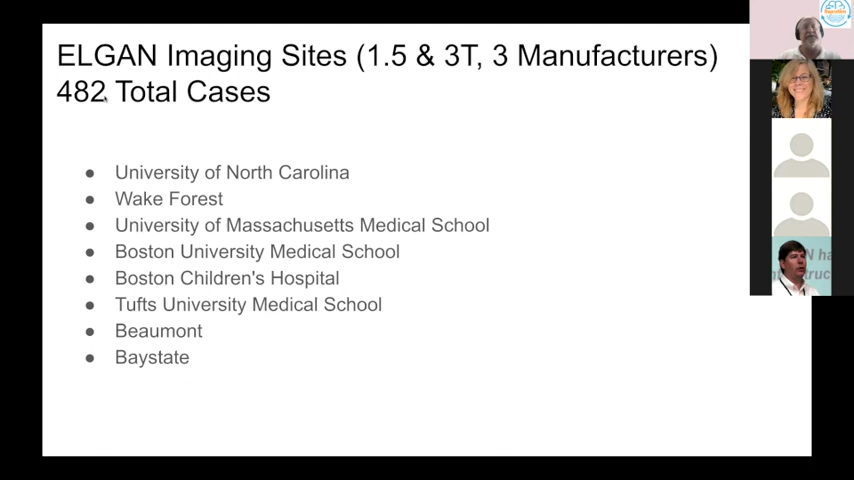 ELGAN Imaging Sites (1.5 & 3T, 3 Manufacturers)
482 Total Cases
● University of North Carolina
● Wake Forest
● University of Massachusetts Medical School
● Boston University Medical School
● Boston Children's Hospital
● Tufts University Medical School
● Beaumont
● Baystate